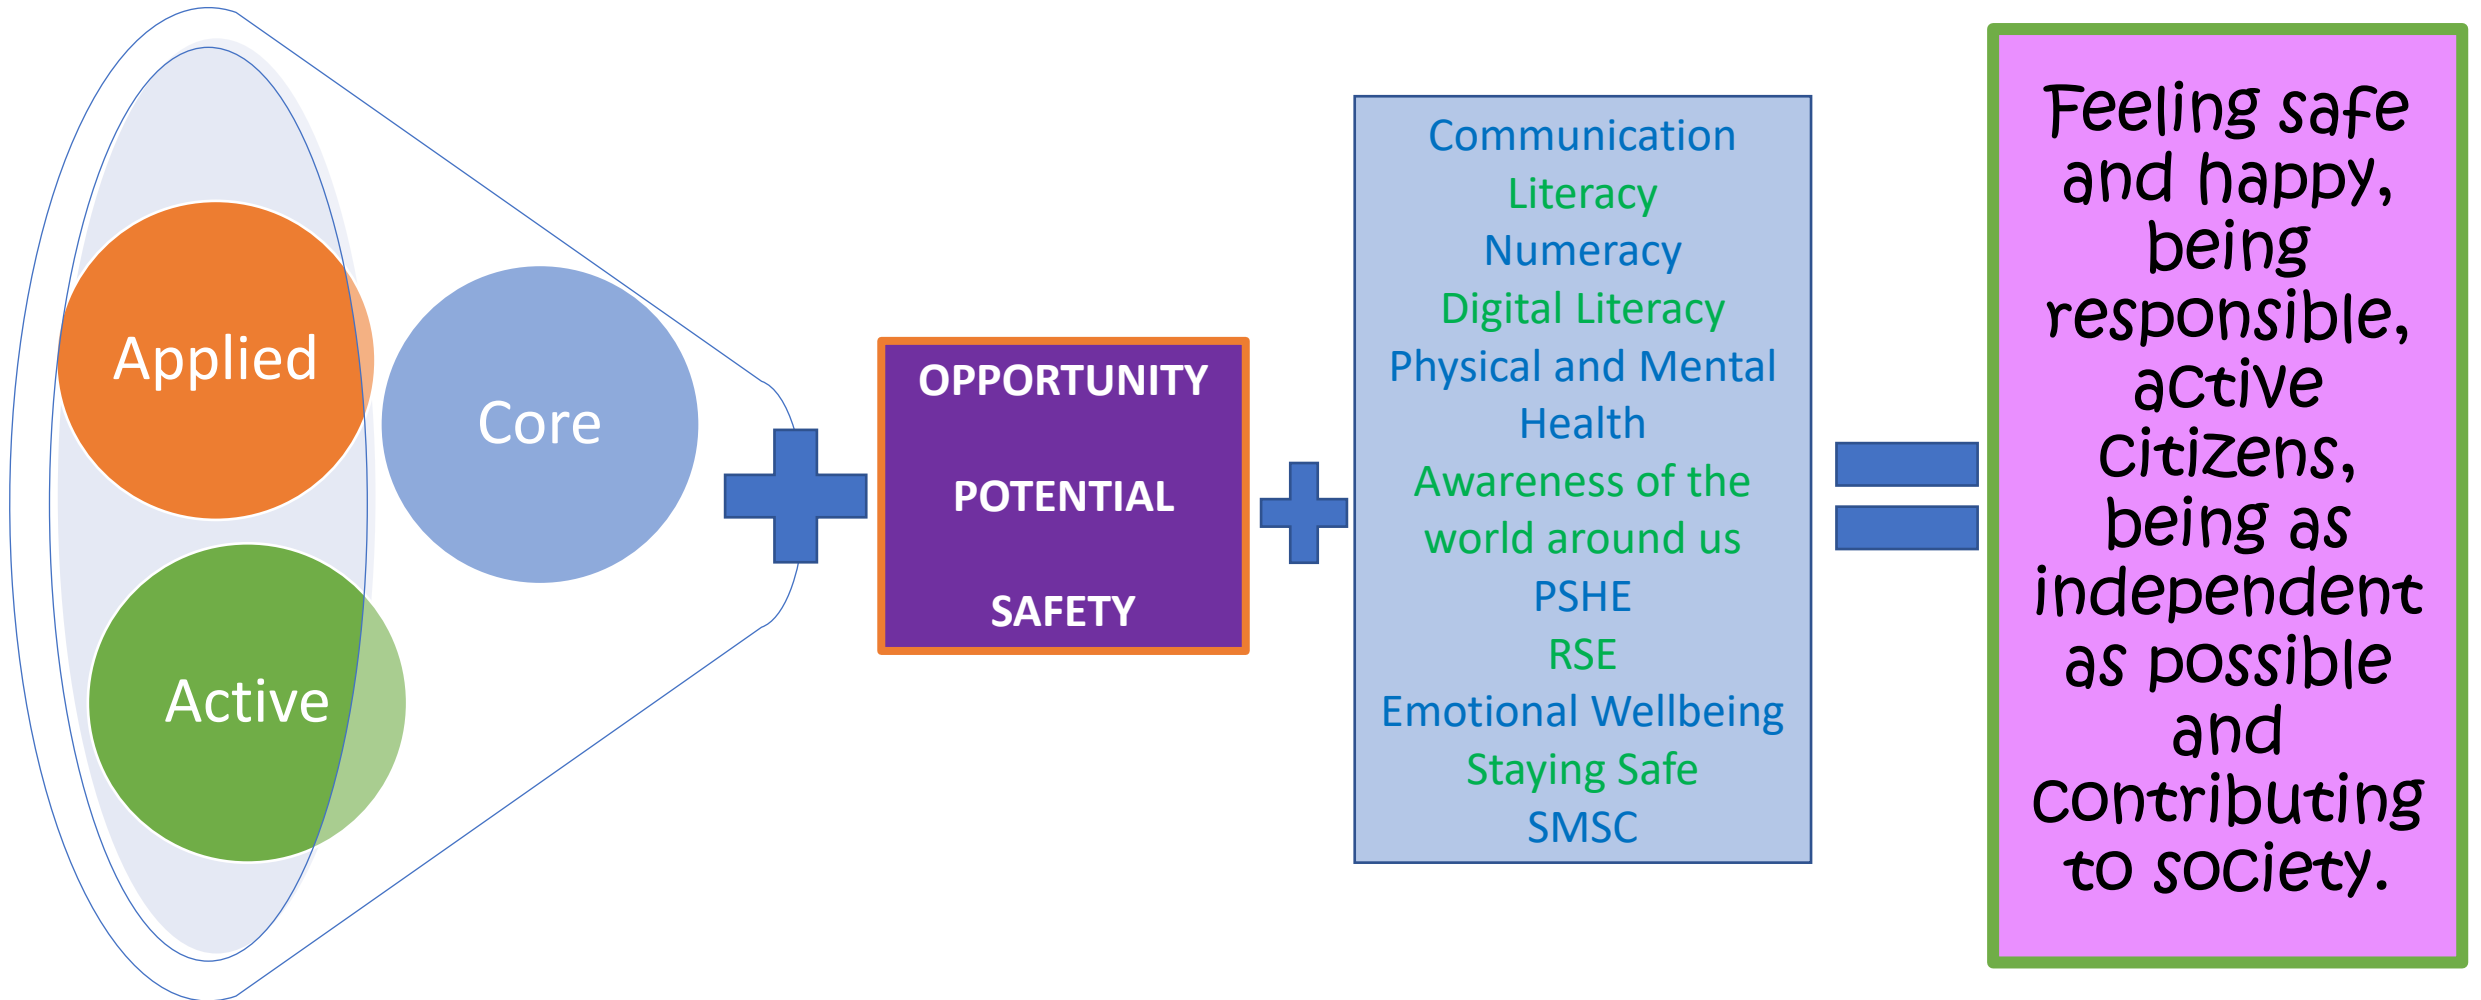 Applied
Core
Active
OPPORTUNITY
POTENTIAL
SAFETY
Communication
Literacy
Numeracy
Digital Literacy
Physical and Mental
Health
Awareness of the
world around us
PSHE
RSE
Emotional Wellbeing
Staying Safe
SMSC
Feeling safe
and happy,
being
responsible,
active
citizens,
being as
independent
as possible
and
contributing
to society.